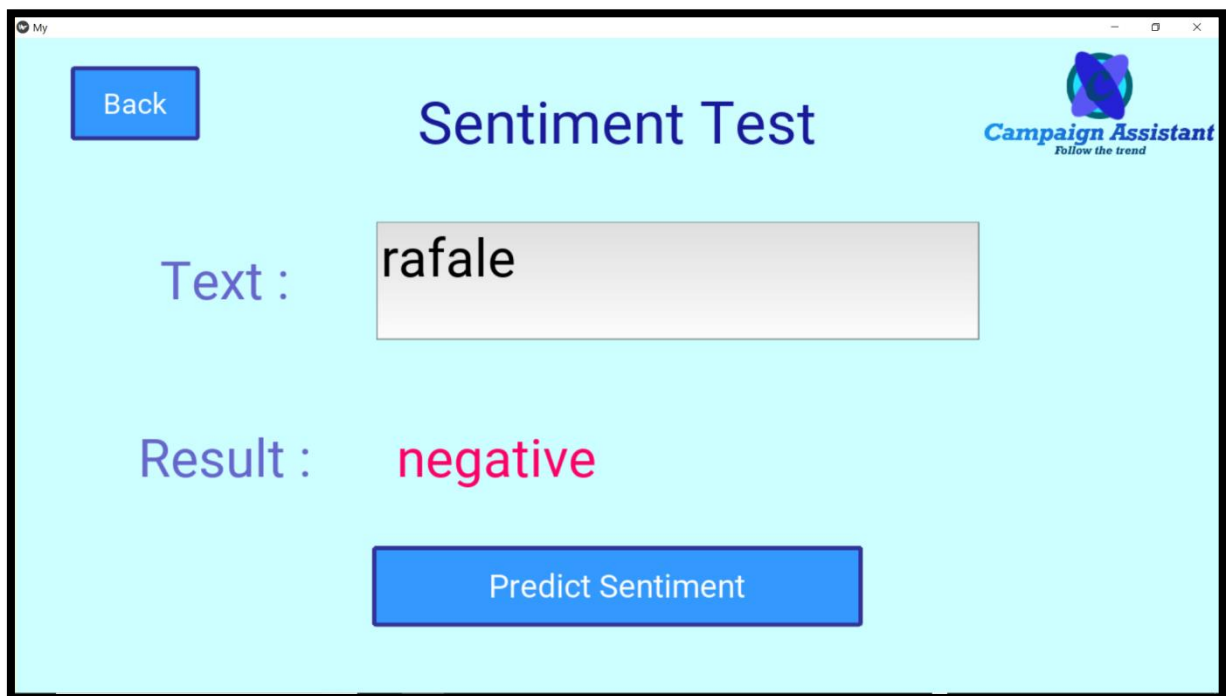 My
Back
Sentiment Test
C
Campaign Assistant
Follow the trend
Text :
rafale
Result :
negative
Predict Sentiment